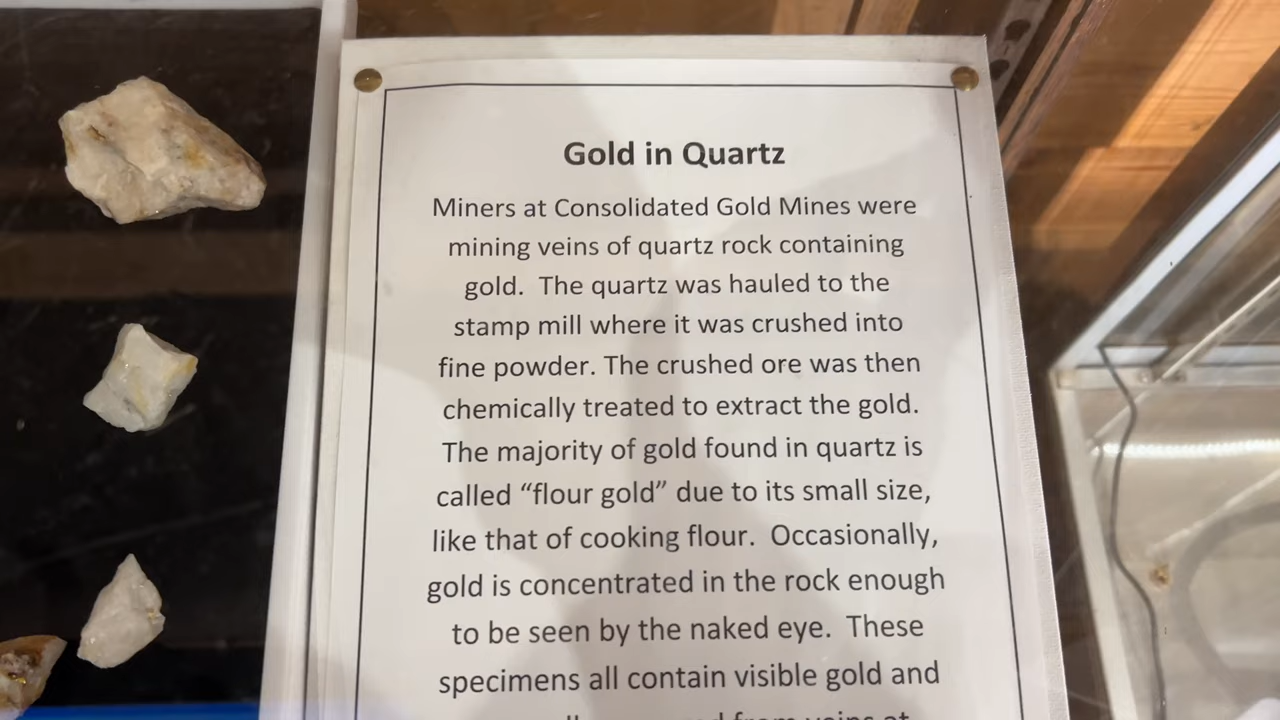 Gold in Quartz
Miners at Consolidated Gold Mines were
mining veins of quartz rock containing
gold.  The quartz was hauled to the
stamp mill where it was crushed into
fine powder. The crushed ore was then
chemically treated to extract the gold.
The majority of gold found in quartz is
called “flour gold” due to its small size,
like that of cooking flour.  Occasionally,
gold is concentrated in the rock enough
to be seen by the naked eye.  These
specimens all contain visible gold and
from veins at